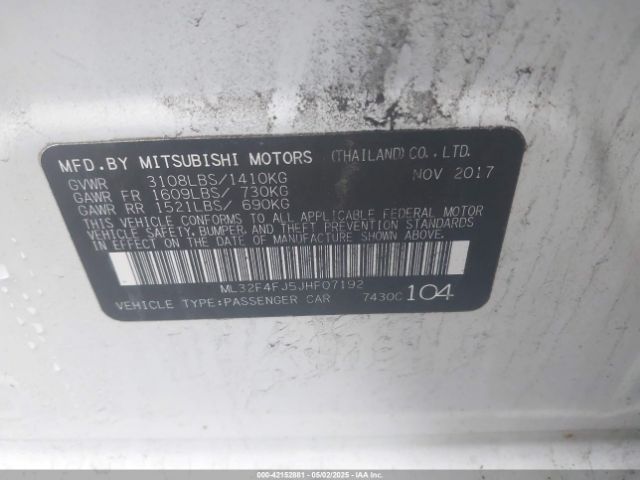 MFD.BY MITSUBISHI MOTORS (THAILAND) CO., LTD.
GVWR 3108LBS/1410KG NOV 2017
GAWR FR 1609LBS/ 730KG
GAWR RR 1521LBS/ 690KG
THIS VEHICLE CONFORMS TO ALL APPLICABLE FEDERAL MOTOR
VEHICLE SAFETY, BUMPER, AND THEFT PREVENTION STANDARDS
IN EFFECT ON THE DATE OF MANUFACTURE SHOWN ABOVE.
ML32F4FJ5JHF07192
VEHICLE TYPE:PASSENGER CAR 7430C 104
000-42152881 - 05/02/2025 - IAAI.COM